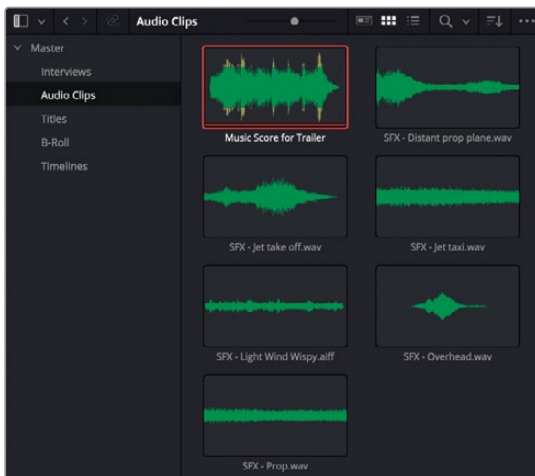 Audio Clips
Master
Interviews
Audio Clips
Titles
B-Roll
Timelines
Music Score for Trailer
SFX - Distant prop plane.wav
SFX - Jet take off.wav
SFX - Jet taxi.wav
SFX - Light Wind Wispy.aiff
SFX - Overhead.wav
SFX - Prop.wav